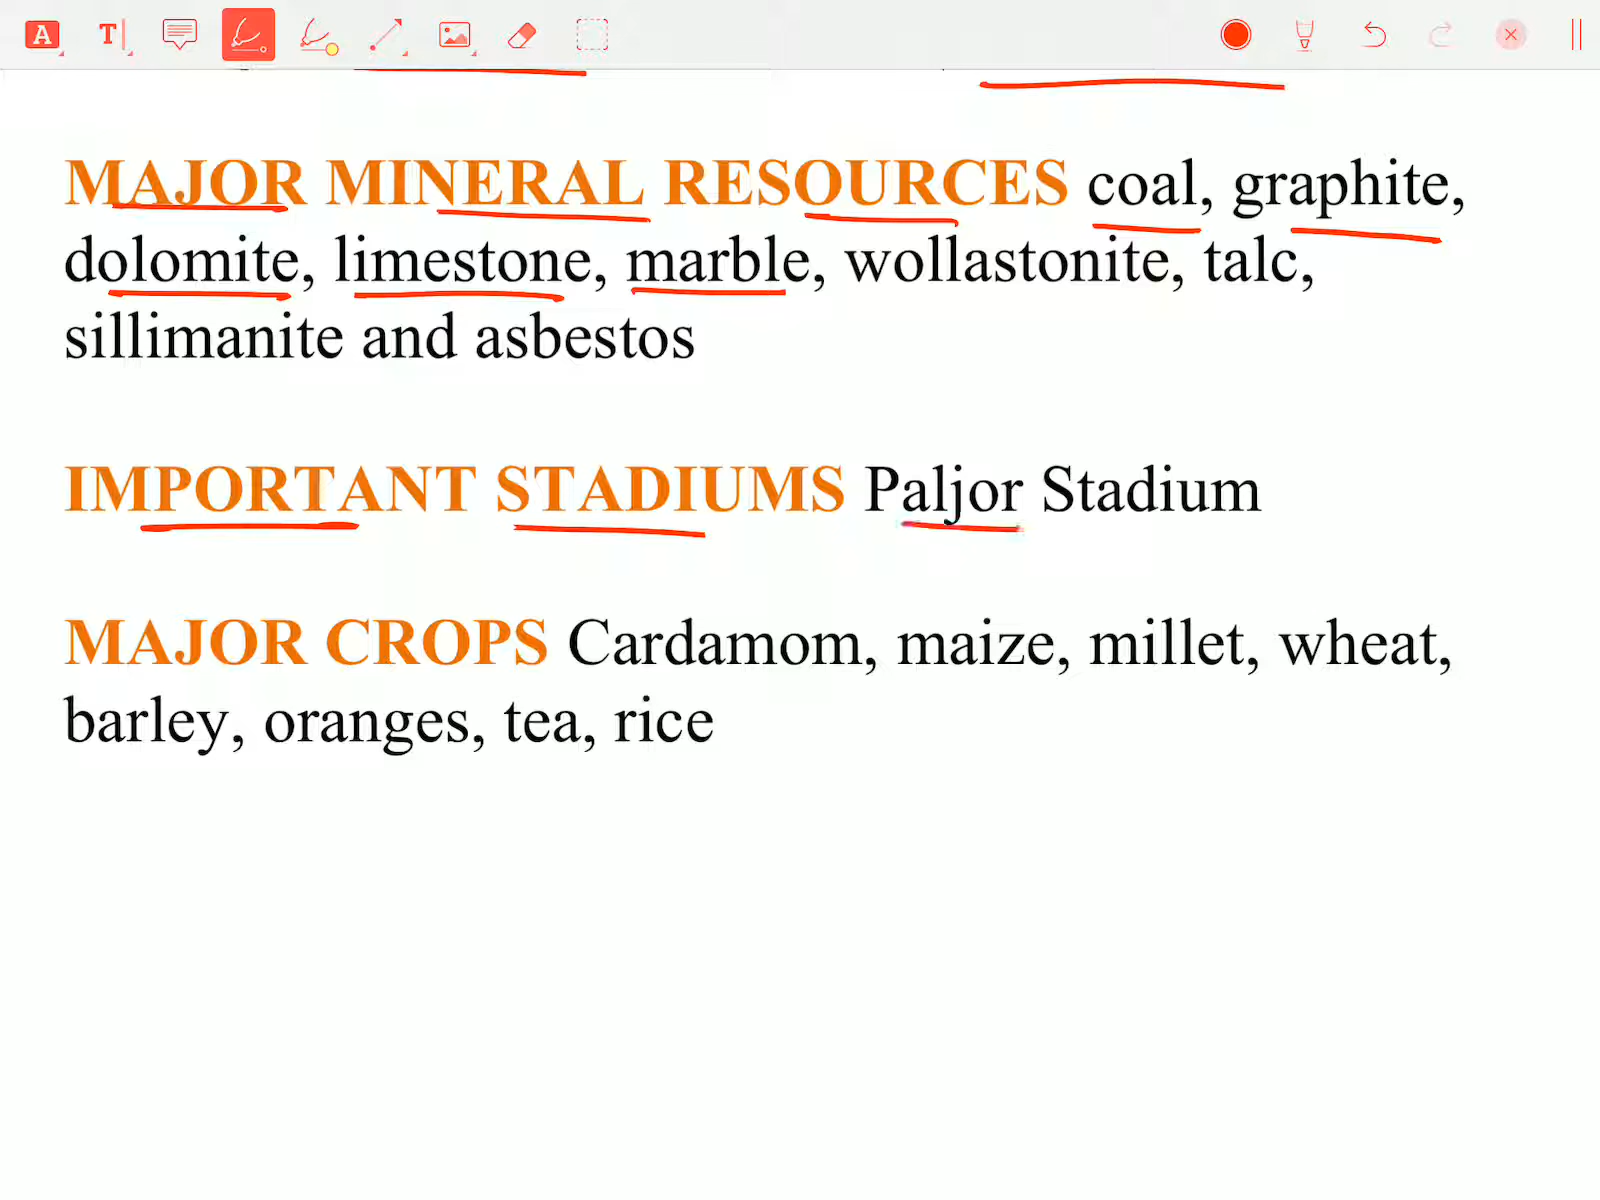 A T
MAJOR MINERAL RESOURCES coal, graphite,
dolomite, limestone, marble, wollastonite, talc,
sillimanite and asbestos
IMPORTANT STADIUMS Paljor Stadium
MAJOR CROPS Cardamom, maize, millet, wheat,
barley, oranges, tea, rice